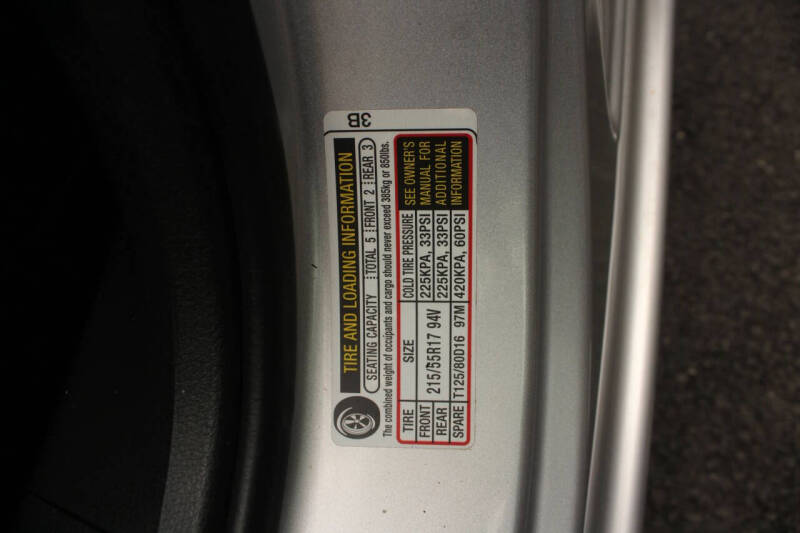 3B
TIRE AND LOADING INFORMATION
SEATING CAPACITY TOTAL 5 FRONT 2 REAR 3
The combined weight of occupants and cargo should never exceed 385kg or 850lbs.
TIRE SIZE COLD TIRE PRESSURE SEE OWNER'S
FRONT 215/55R17 94V 225KPA, 33PSI MANUAL FOR
REAR 225KPA, 33PSI ADDITIONAL
SPARE T125/80D16 97M 420KPA, 60PSI INFORMATION